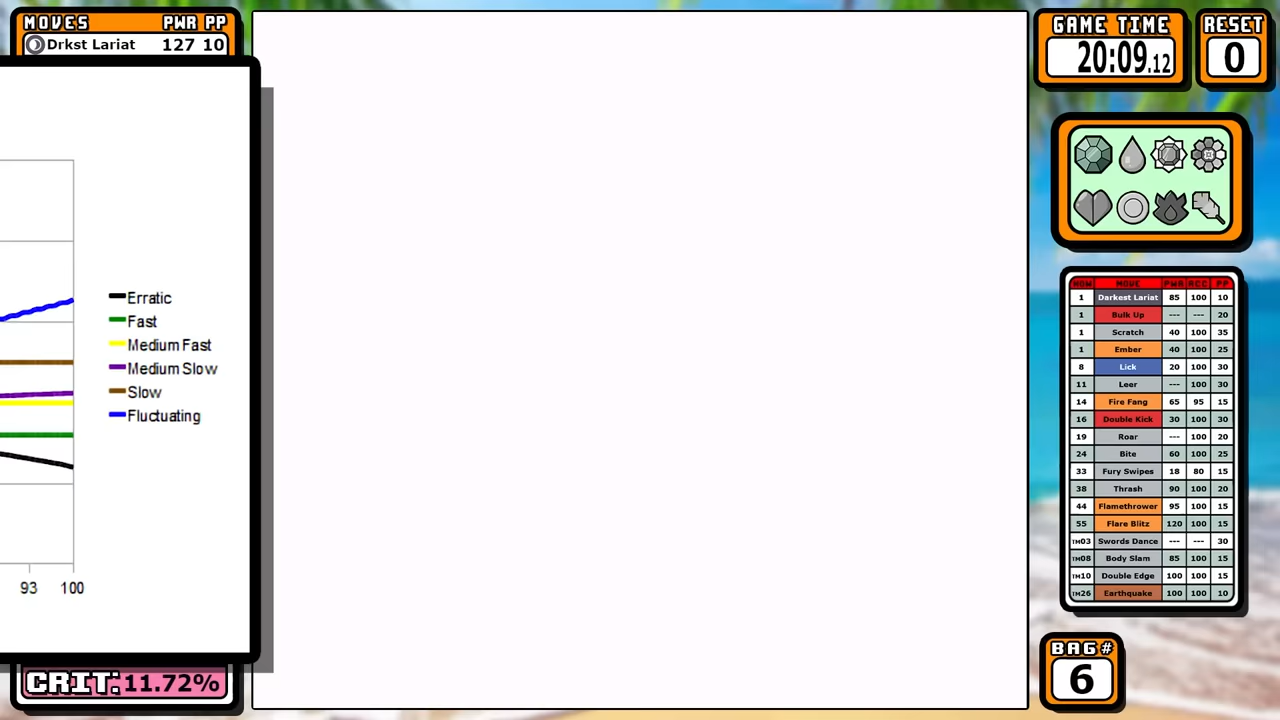 MOVES PWR PP
Drkst Lariat 127 10
Erratic
Fast
Medium Fast
Medium Slow
Slow
Fluctuating
93 100
CRIT: 11.72%
GAME TIME
20:09.12
RESET
0
NOW MOVE PWR ACC PP
1 Darkest Lariat 85 100 10
1 Bulk Up --- --- 20
1 Scratch 40 100 35
1 Ember 40 100 25
8 Lick 20 100 30
11 Leer --- 100 30
14 Fire Fang 65 95 15
16 Double Kick 30 100 30
19 Roar --- 100 20
24 Bite 60 100 25
33 Fury Swipes 18 80 15
38 Thrash 90 100 20
44 Flamethrower 95 100 15
55 Flare Blitz 120 100 15
TM03 Swords Dance --- --- 30
TM08 Body Slam 85 100 15
TM10 Double Edge 100 100 15
TM26 Earthquake 100 100 10
BAG#
6